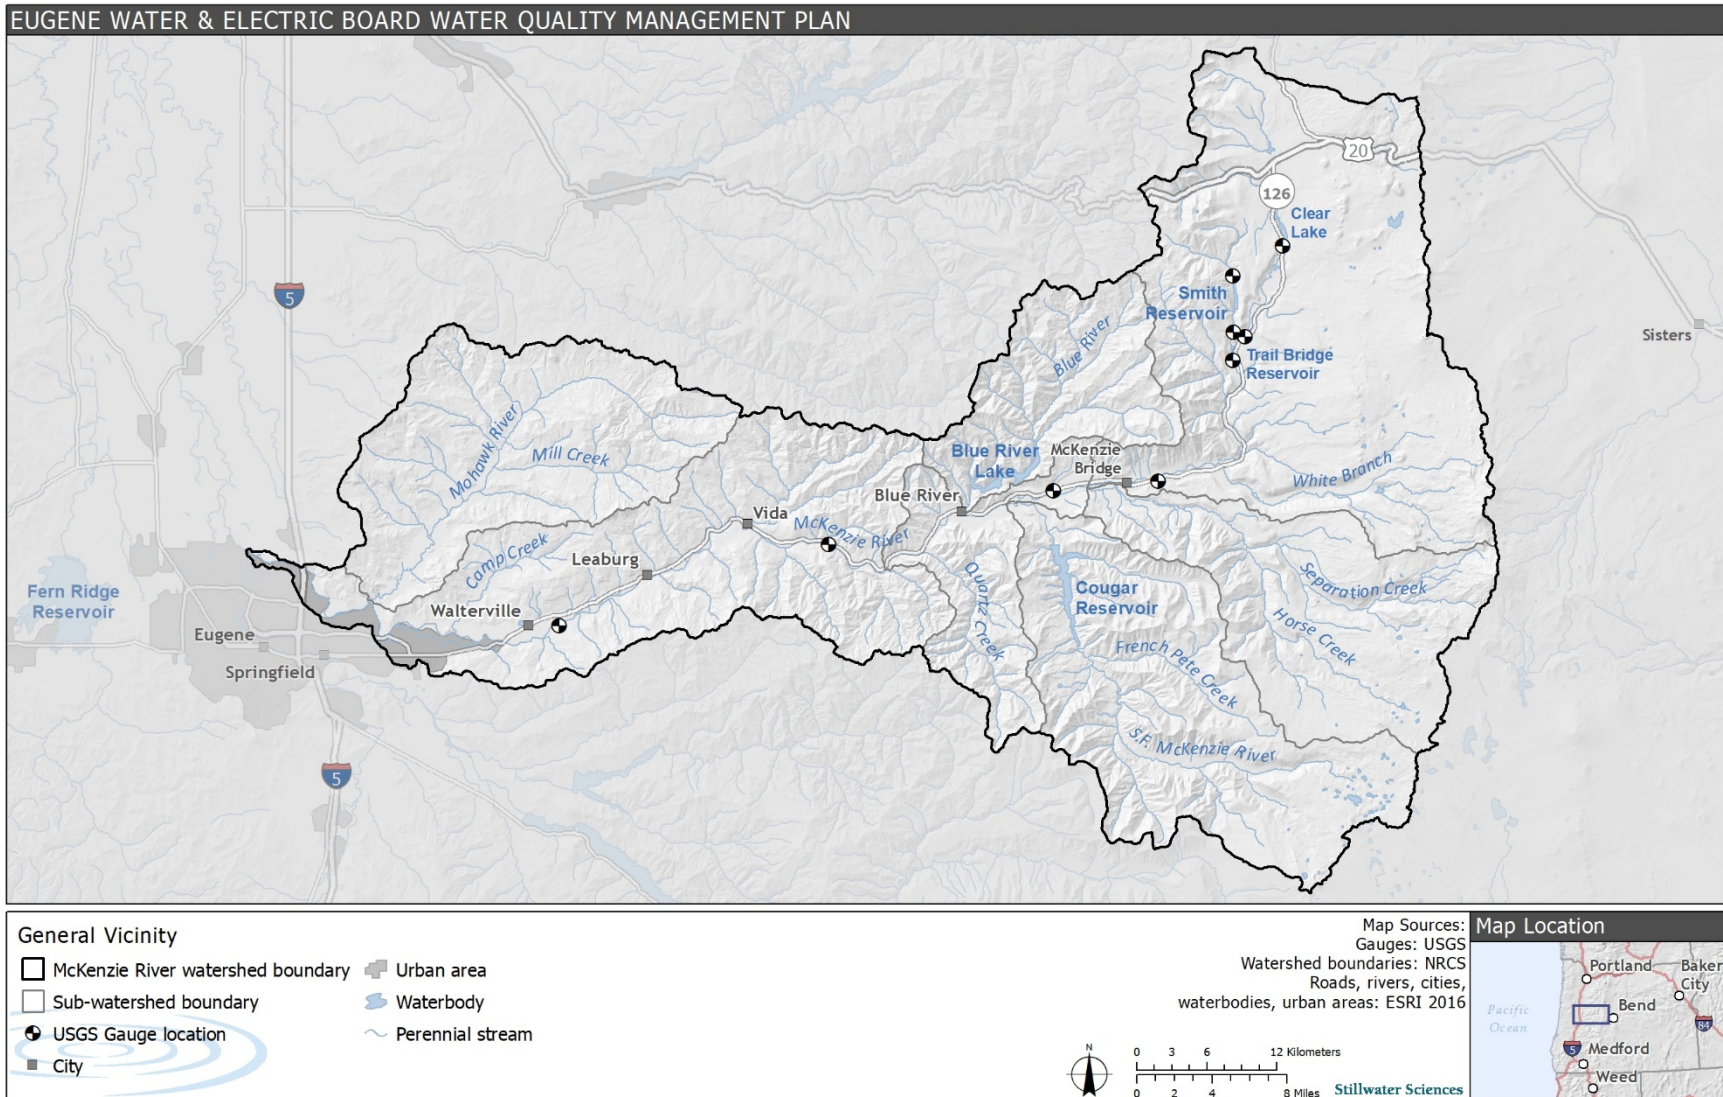 EUGENE WATER & ELECTRIC BOARD WATER QUALITY MANAGEMENT PLAN
20
126
Clear
Lake
5
Smith
Reservoir
Blue River
Sisters
Trail Bridge
Reservoir
Mohawk River
Mill Creek
Blue River
Lake
McKenzie
Bridge
White Branch
Blue River
Vida
McKenzie River
Camp Creek
Leaburg
Quartz Creek
Separation Creek
Fern Ridge
Reservoir
Cougar
Reservoir
Walterville
Horse Creek
Eugene
Springfield
French Pete Creek
S.F. McKenzie River
5
General Vicinity
McKenzie River watershed boundary
Sub-watershed boundary
USGS Gauge location
City
Urban area
Waterbody
Perennial stream
Map Sources:
Gauges: USGS
Watershed boundaries: NRCS
Roads, rivers, cities,
waterbodies, urban areas: ESRI 2016
N
0 3 6 12 Kilometers
0 2 4 8 Miles
Stillwater Sciences
Map Location
Portland
Baker
City
Pacific
Ocean
Bend
84
5
Medford
Weed